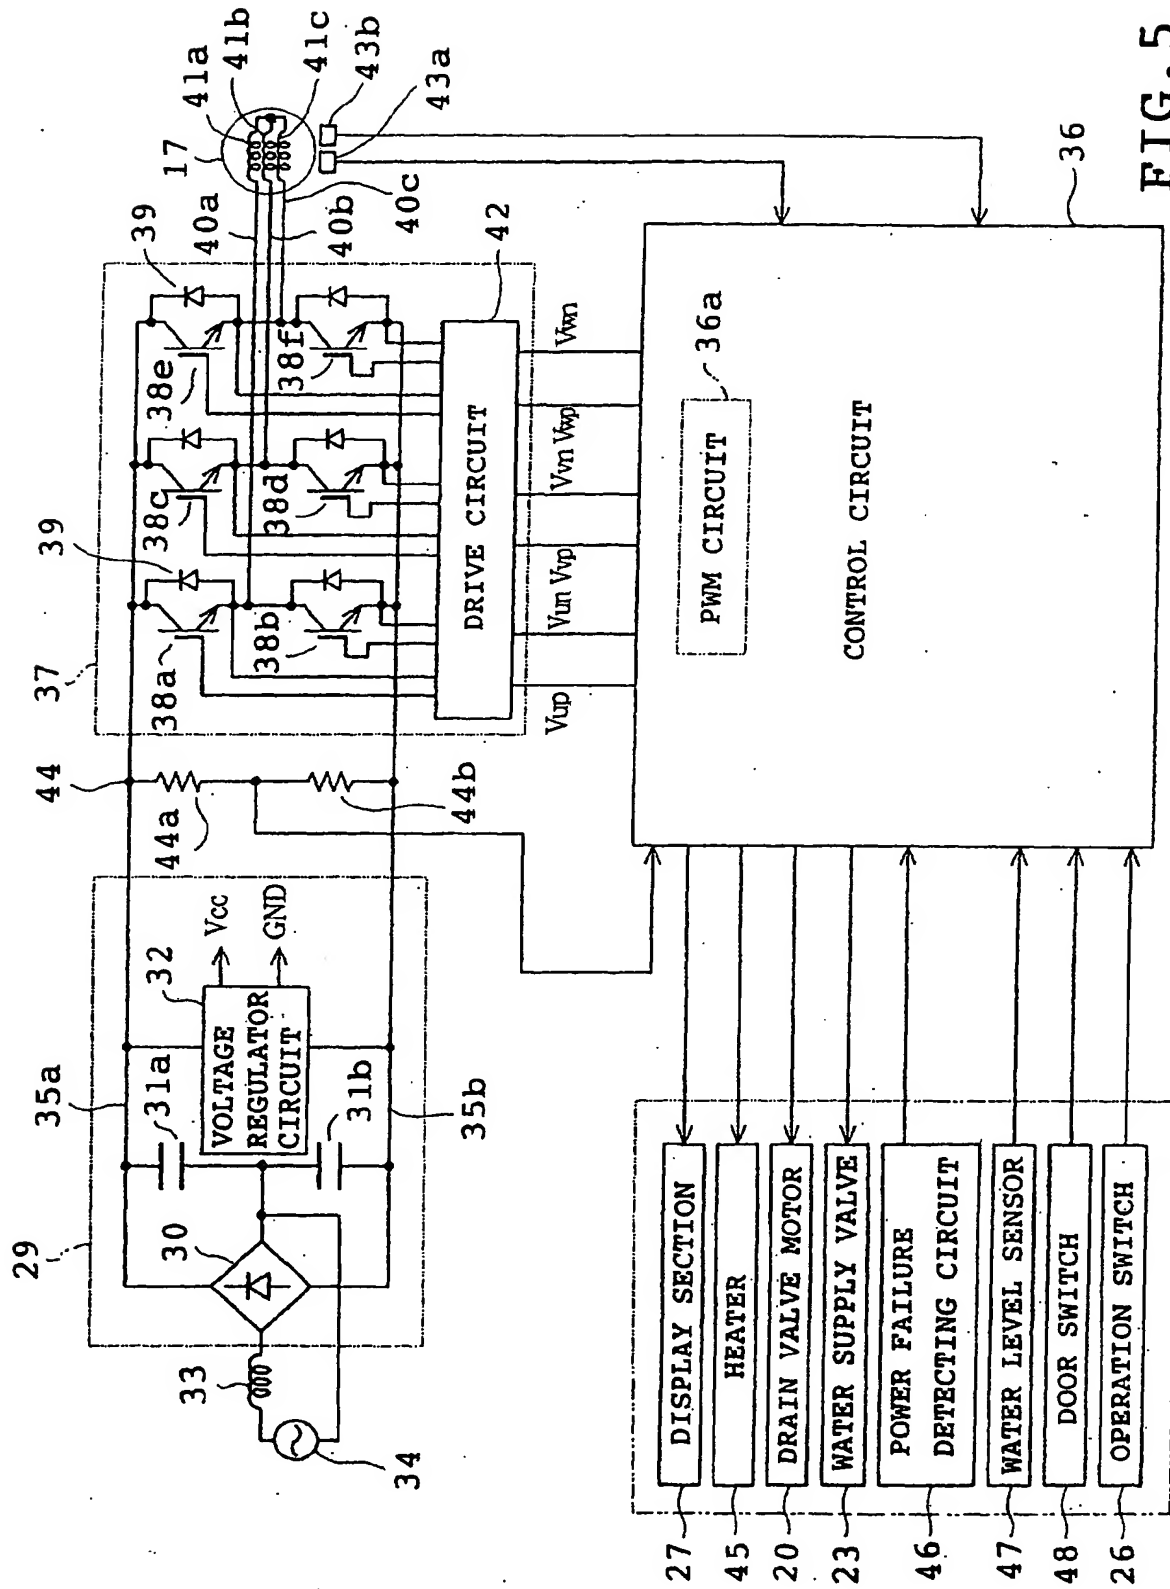 FIG. 5
29
30
31a
31b
32
33
34
35a
35b
VOLTAGE
REGULATOR
CIRCUIT
Vcc
GND
44
44a
44b
37
38a
38b
38c
38d
38e
38f
39
39
40a
40b
40c
17
41a
41b
41c
43b
43a
42
DRIVE CIRCUIT
Vup
Vun
Vvp
Vvn
Vwp
Vwn
36
36a
PWM CIRCUIT
CONTROL CIRCUIT
27
DISPLAY SECTION
45
HEATER
20
DRAIN VALVE MOTOR
23
WATER SUPPLY VALVE
46
POWER FAILURE
DETECTING CIRCUIT
47
WATER LEVEL SENSOR
48
DOOR SWITCH
26
OPERATION SWITCH